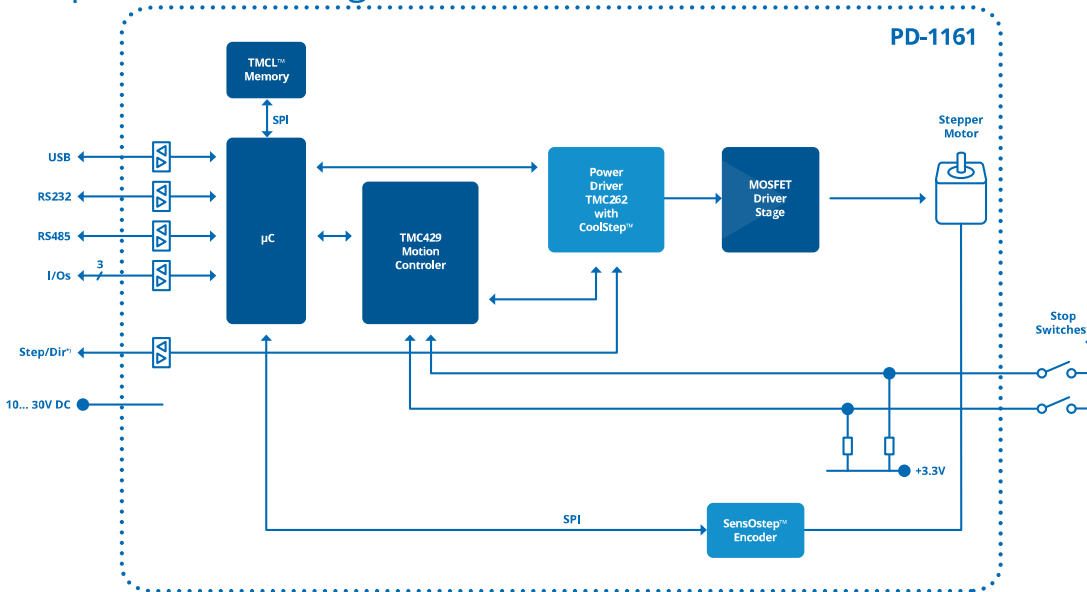 PD-1161
TMCL™
Memory
SPI
Stepper
Motor
USB
RS232
RS485
3
I/Os
µC
TMC429
Motion
Controler
Power
Driver
TMC262
with
CoolStep™
MOSFET
Driver
Stage
Stop
Switches
Step/Dir*⁾
10... 30V DC
+3.3V
SPI
SensOstep™
Encoder